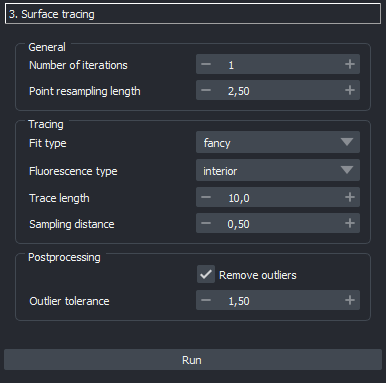 3. Surface tracing
General
Number of iterations 1
Point resampling length 2,50
Tracing
Fit type fancy
Fluorescence type interior
Trace length 10,0
Sampling distance 0,50
Postprocessing
Remove outliers
Outlier tolerance 1,50
Run